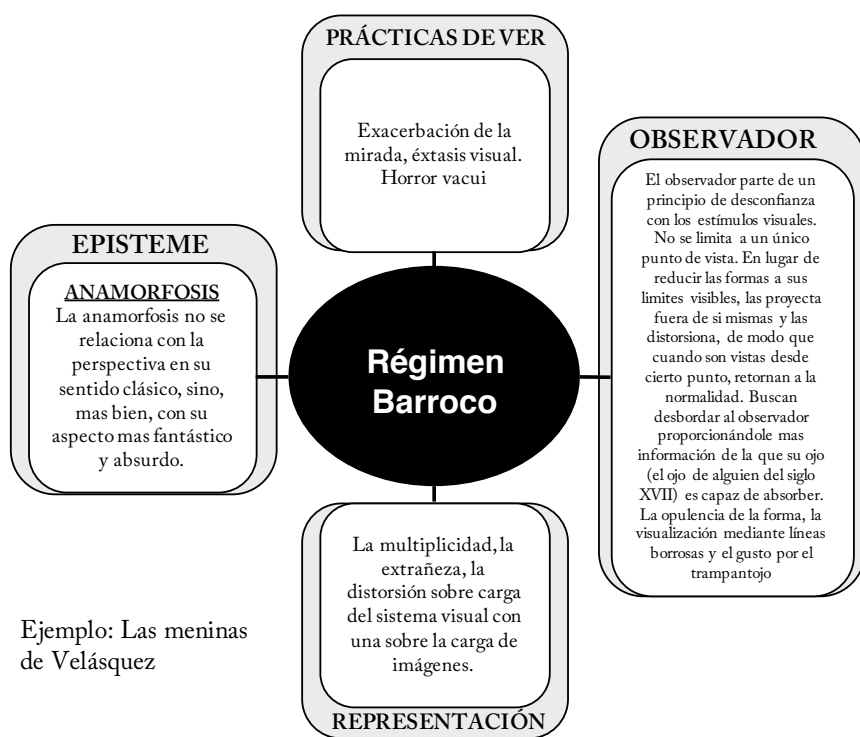 PRÁCTICAS DE VER
Exacerbación de la
mirada, éxtasis visual.
Horror vacui
EPISTEME
ANAMORFOSIS
La anamorfosis no se
relaciona con la
perspectiva en su
sentido clásico, sino,
mas bien, con su
aspecto mas fantástico
y absurdo.
Régimen
Barroco
OBSERVADOR
El observador parte de un
principio de desconfianza
con los estímulos visuales.
No se limita a un único
punto de vista. En lugar de
reducir las formas a sus
limites visibles, las proyecta
fuera de si mismas y las
distorsiona, de modo que
cuando son vistas desde
cierto punto, retornan a la
normalidad. Buscan
desbordar al observador
proporcionándole mas
información de la que su ojo
(el ojo de alguien del siglo
XVII) es capaz de absorber.
La opulencia de la forma, la
visualización mediante líneas
borrosas y el gusto por el
trampantojo
La multiplicidad, la
extrañeza, la
distorsión sobre carga
del sistema visual con
una sobre la carga de
imágenes.
REPRESENTACIÓN
Ejemplo: Las meninas
de Velásquez